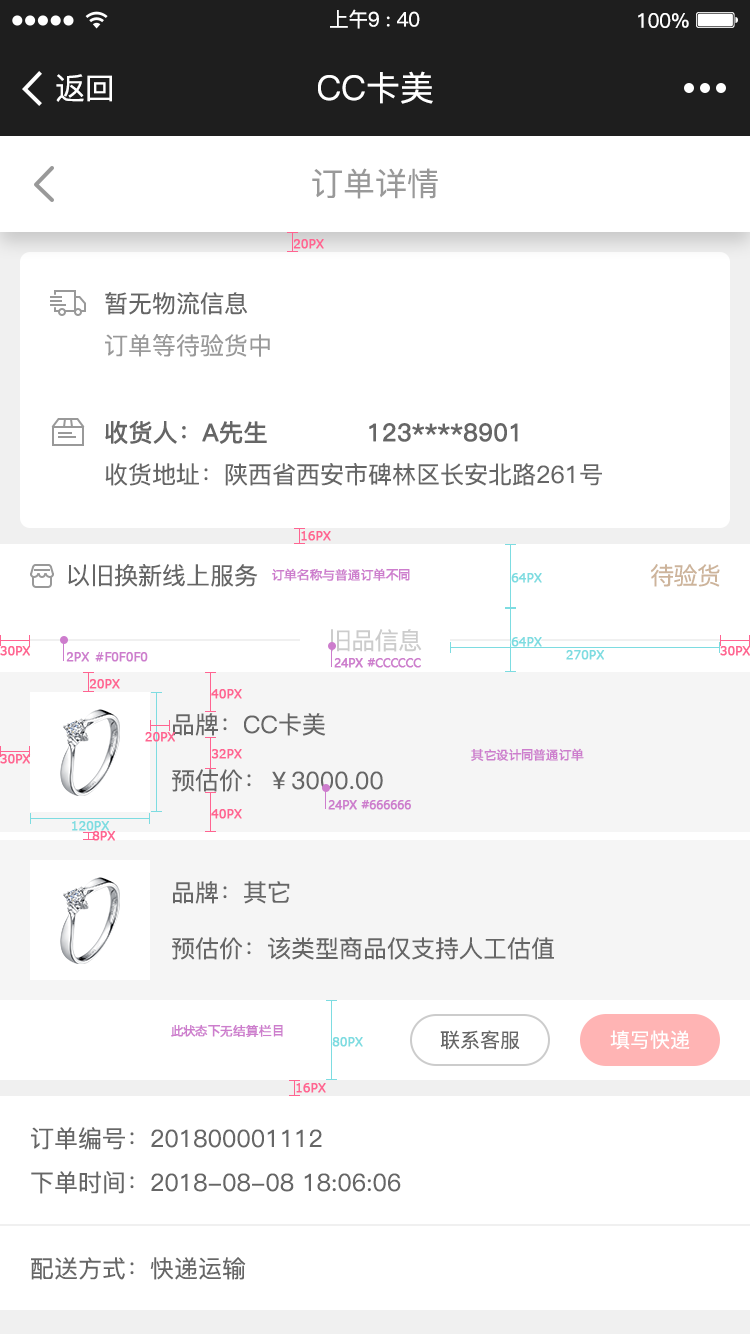 上午9 : 40
100%
返回
CC卡美
订单详情
20PX
暂无物流信息
订单等待验货中
收货人：A先生 123****8901
收货地址：陕西省西安市碑林区长安北路261号
16PX
以旧换新线上服务 订单名称与普通订单不同 64PX 待验货
旧品信息 64PX
30PX 2PX #F0F0F0 24PX #CCCCCC 270PX 30PX
20PX 40PX
品牌：CC卡美
20PX
30PX 32PX 其它设计同普通订单
预估价：￥3000.00
24PX #666666
40PX
120PX
8PX
品牌：其它
预估价：该类型商品仅支持人工估值
此状态下无结算栏目 80PX 联系客服 填写快递
16PX
订单编号：201800001112
下单时间：2018-08-08 18:06:06
配送方式：快递运输